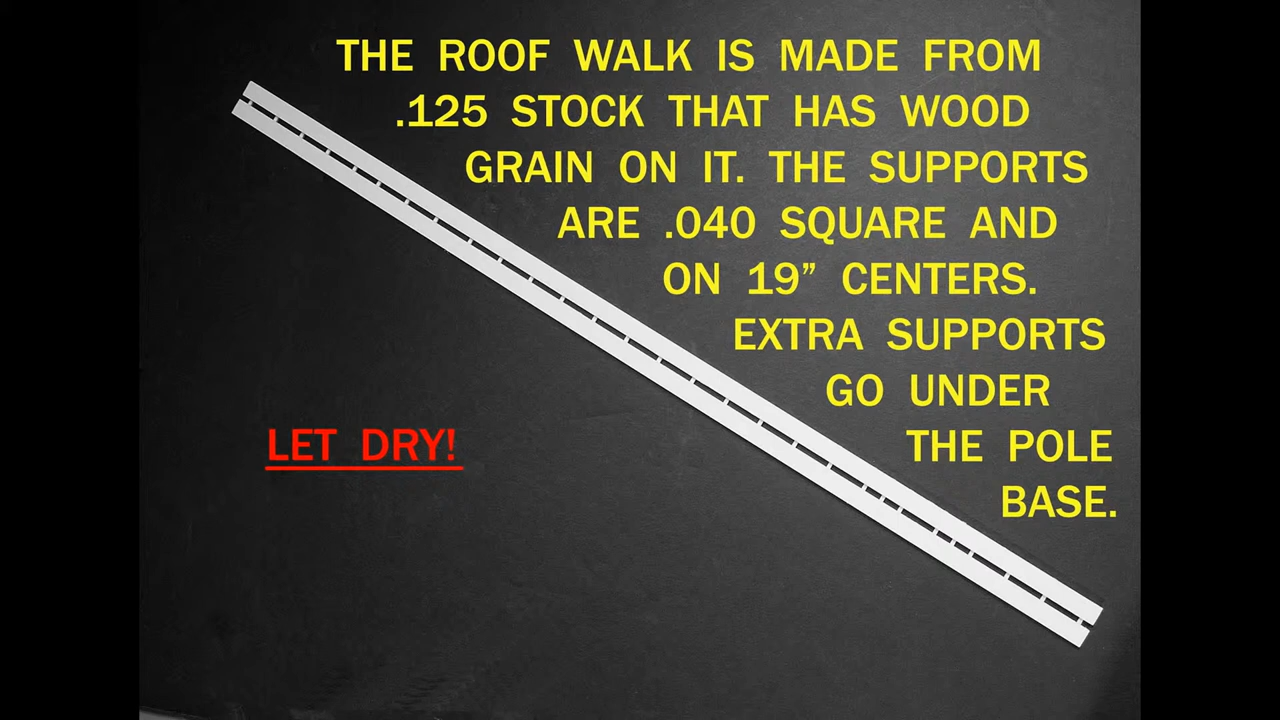 THE ROOF WALK IS MADE FROM
.125 STOCK THAT HAS WOOD
GRAIN ON IT. THE SUPPORTS
ARE .040 SQUARE AND
ON 19” CENTERS.
EXTRA SUPPORTS
GO UNDER
THE POLE
BASE.
LET DRY!